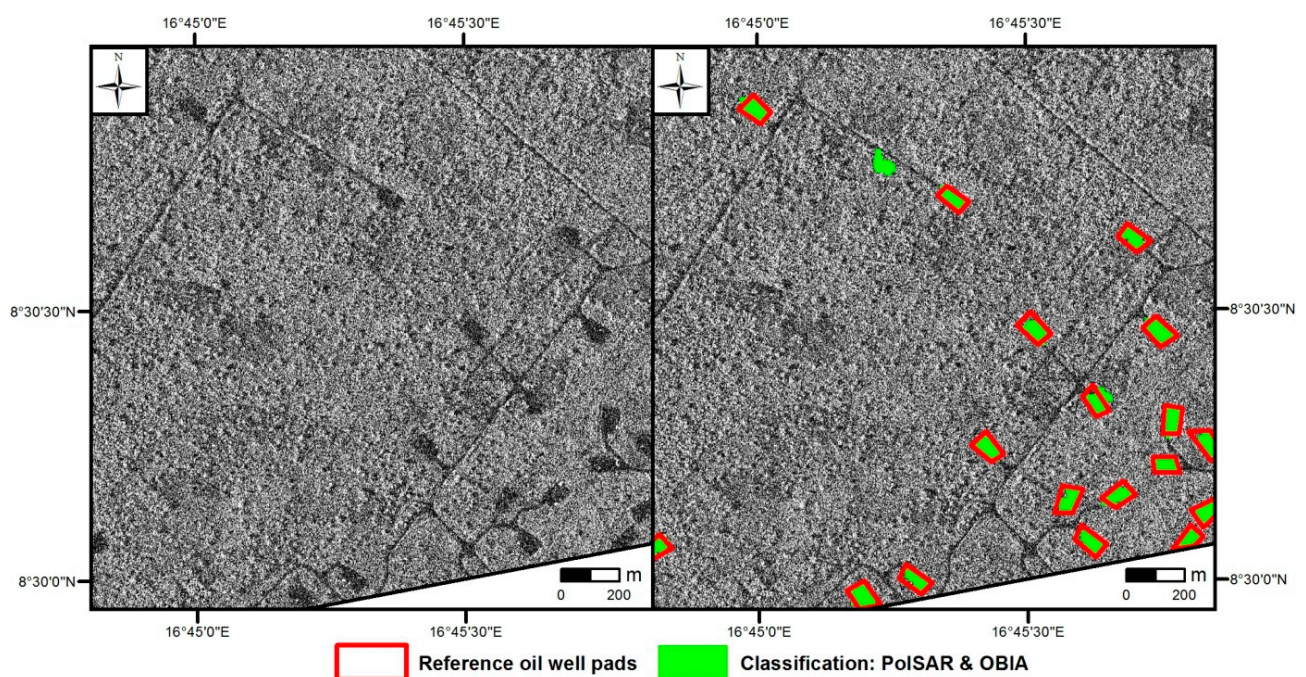 16°45'0"E 16°45'30"E 16°45'0"E 16°45'30"E
N N
8°30'30"N 8°30'30"N
8°30'0"N 8°30'0"N
m m
0 200 0 200
16°45'0"E 16°45'30"E 16°45'0"E 16°45'30"E
Reference oil well pads Classification: PolSAR & OBIA